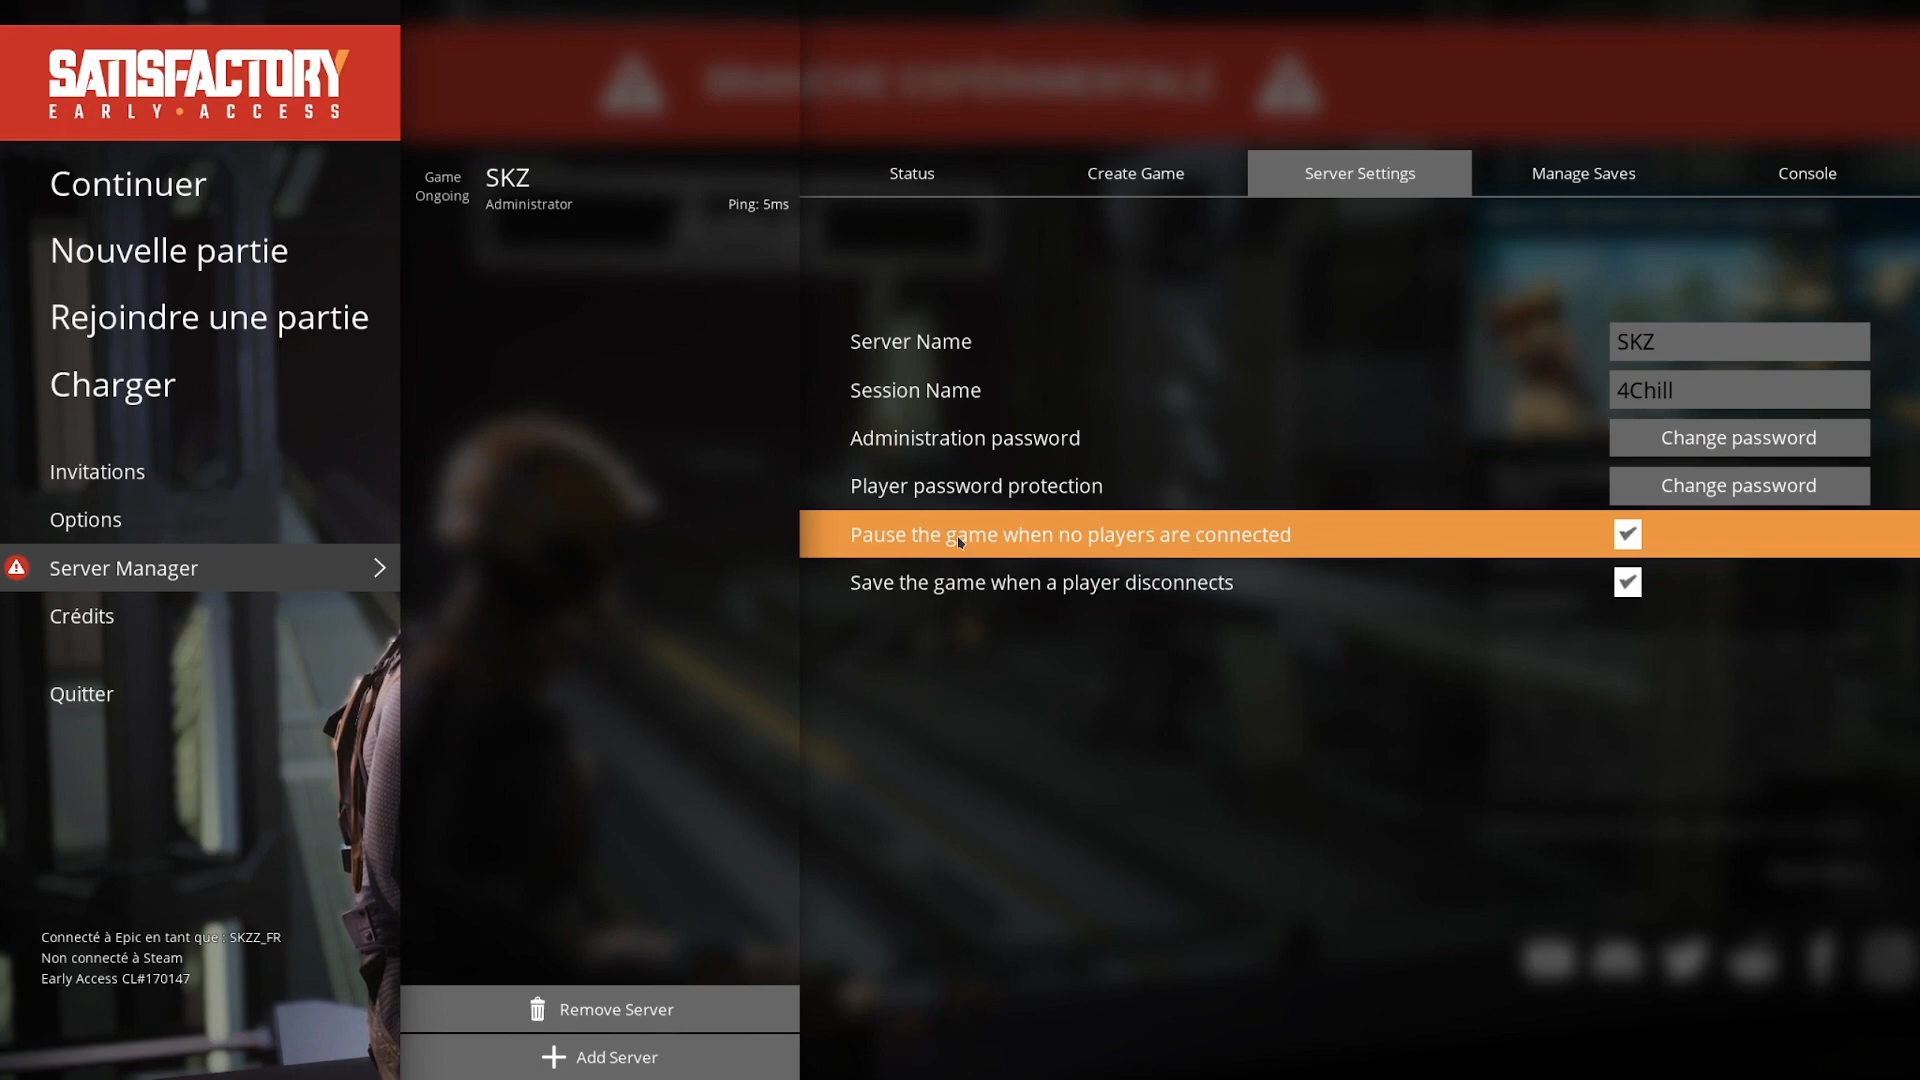 SATISFACTORY
EARLY • ACCESS
Continuer
Nouvelle partie
Rejoindre une partie
Charger
Invitations
Options
Server Manager
Crédits
Quitter
Connecté à Epic en tant que : SKZZ_FR
Non connecté à Steam
Early Access CL#170147
Game
Ongoing
SKZ
Administrator
Ping: 5ms
Remove Server
Add Server
Status
Create Game
Server Settings
Manage Saves
Console
Server Name
SKZ
Session Name
4Chill
Administration password
Change password
Player password protection
Change password
Pause the game when no players are connected
Save the game when a player disconnects